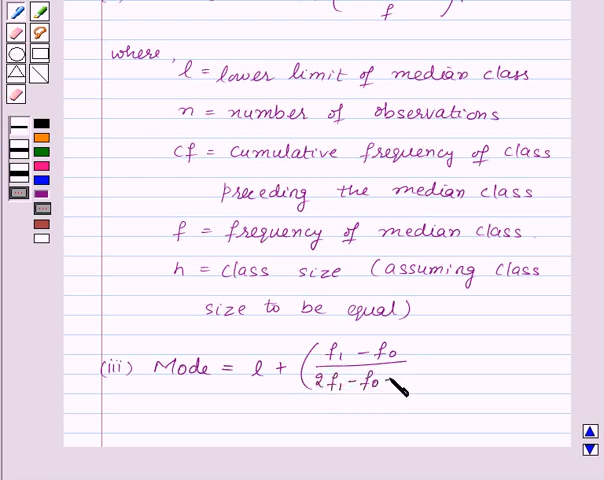 f
where,
l = lower limit of median class
n = number of observations
cf = cumulative frequency of class
preceding the median class
f = frequency of median class.
h = class size (assuming class
size to be equal)
(iii) Mode = l + ( f₁ - f₀
2f₁ - f₀ -